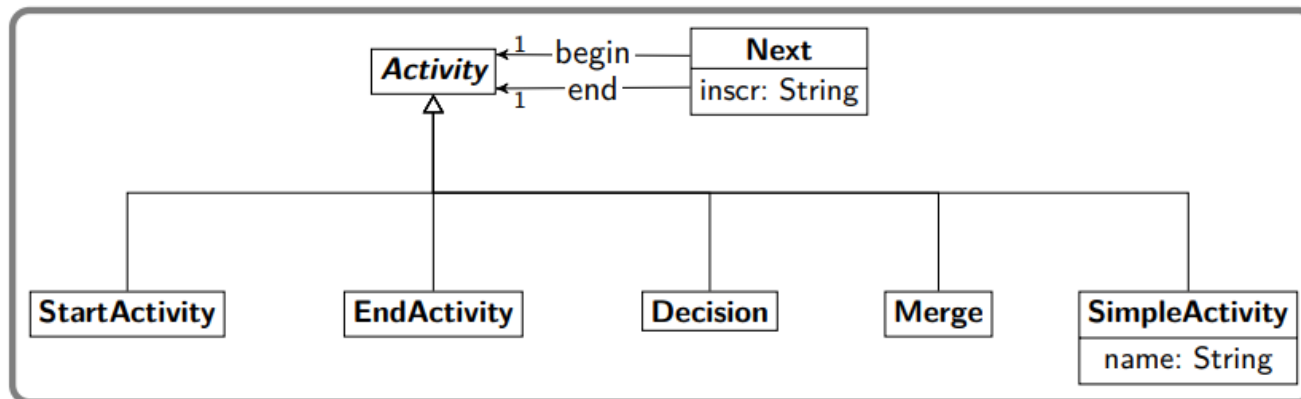 Activity
1
begin
Next
1
end
inscr: String
StartActivity
EndActivity
Decision
Merge
SimpleActivity
name: String